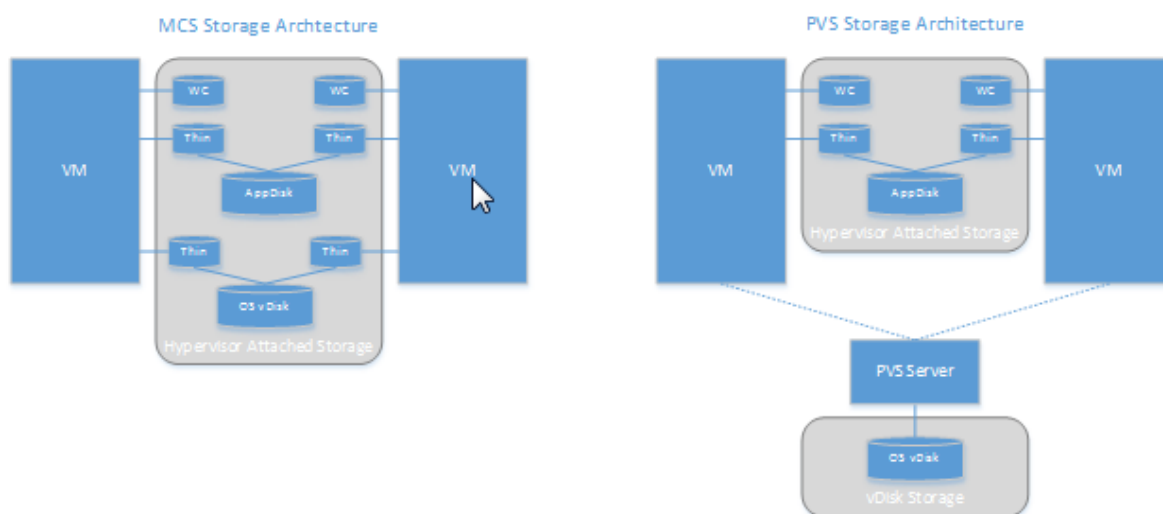 MCS Storage Archtecture
VM
WC
WC
Thin
Thin
AppDisk
Thin
Thin
OS vDisk
Hypervisor Attached Storage
VM
PVS Storage Architecture
VM
WC
WC
Thin
Thin
AppDisk
Hypervisor Attached Storage
VM
PVS Server
OS vDisk
vDisk Storage